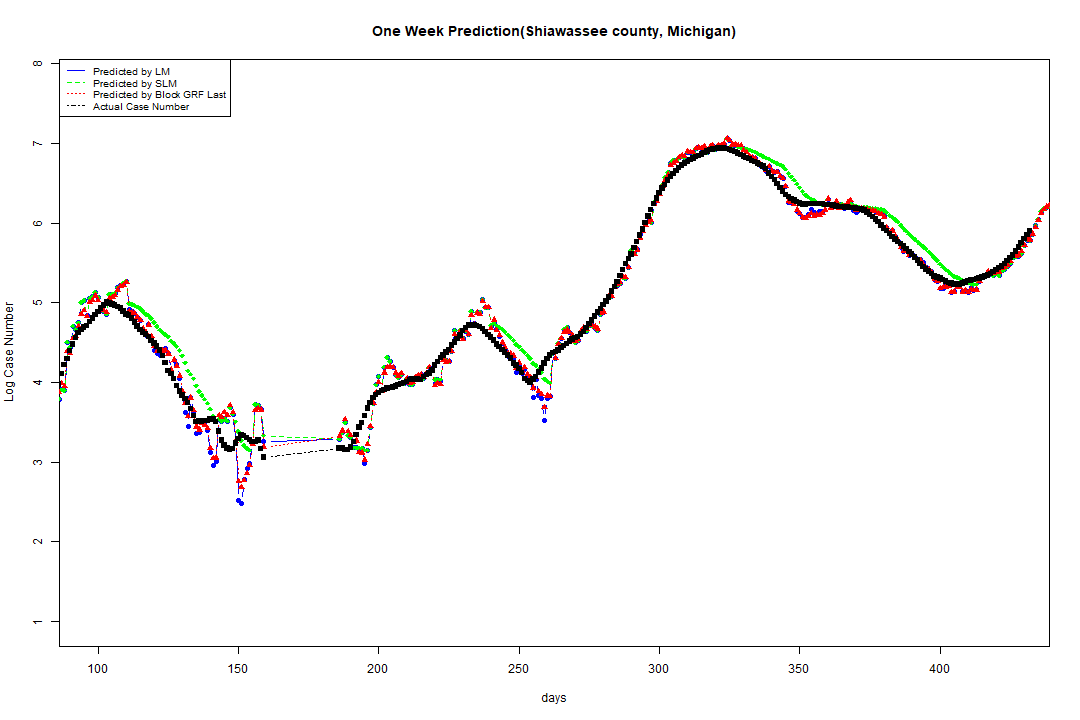 One Week Prediction(Shiawassee county, Michigan)
Predicted by LM
Predicted by SLM
Predicted by Block GRF Last
Actual Case Number
Log Case Number
8
7
6
5
4
3
2
1
100 150 200 250 300 350 400
days